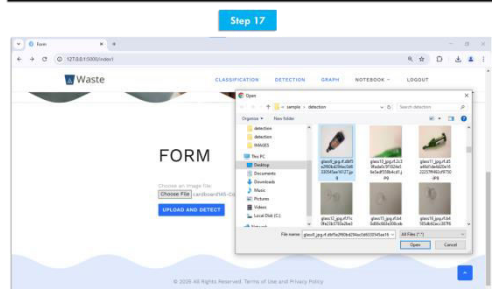 Step 17
Form
127.0.0.1:5000/index1
Waste
CLASSIFICATION
DETECTION
GRAPH
NOTEBOOK
LOGOUT
Open
sample
detection
Search detection
Organize
New folder
detection
detection
IMAGES
This PC
Desktop
Documents
Downloads
Music
Pictures
Videos
Local Disk (C:)
FORM
Choose an Image file:
Choose File
UPLOAD AND DETECT
File name:
All Files (*.*)
Open
Cancel
© 2025 All Rights Reserved Terms of Use and Privacy Policy